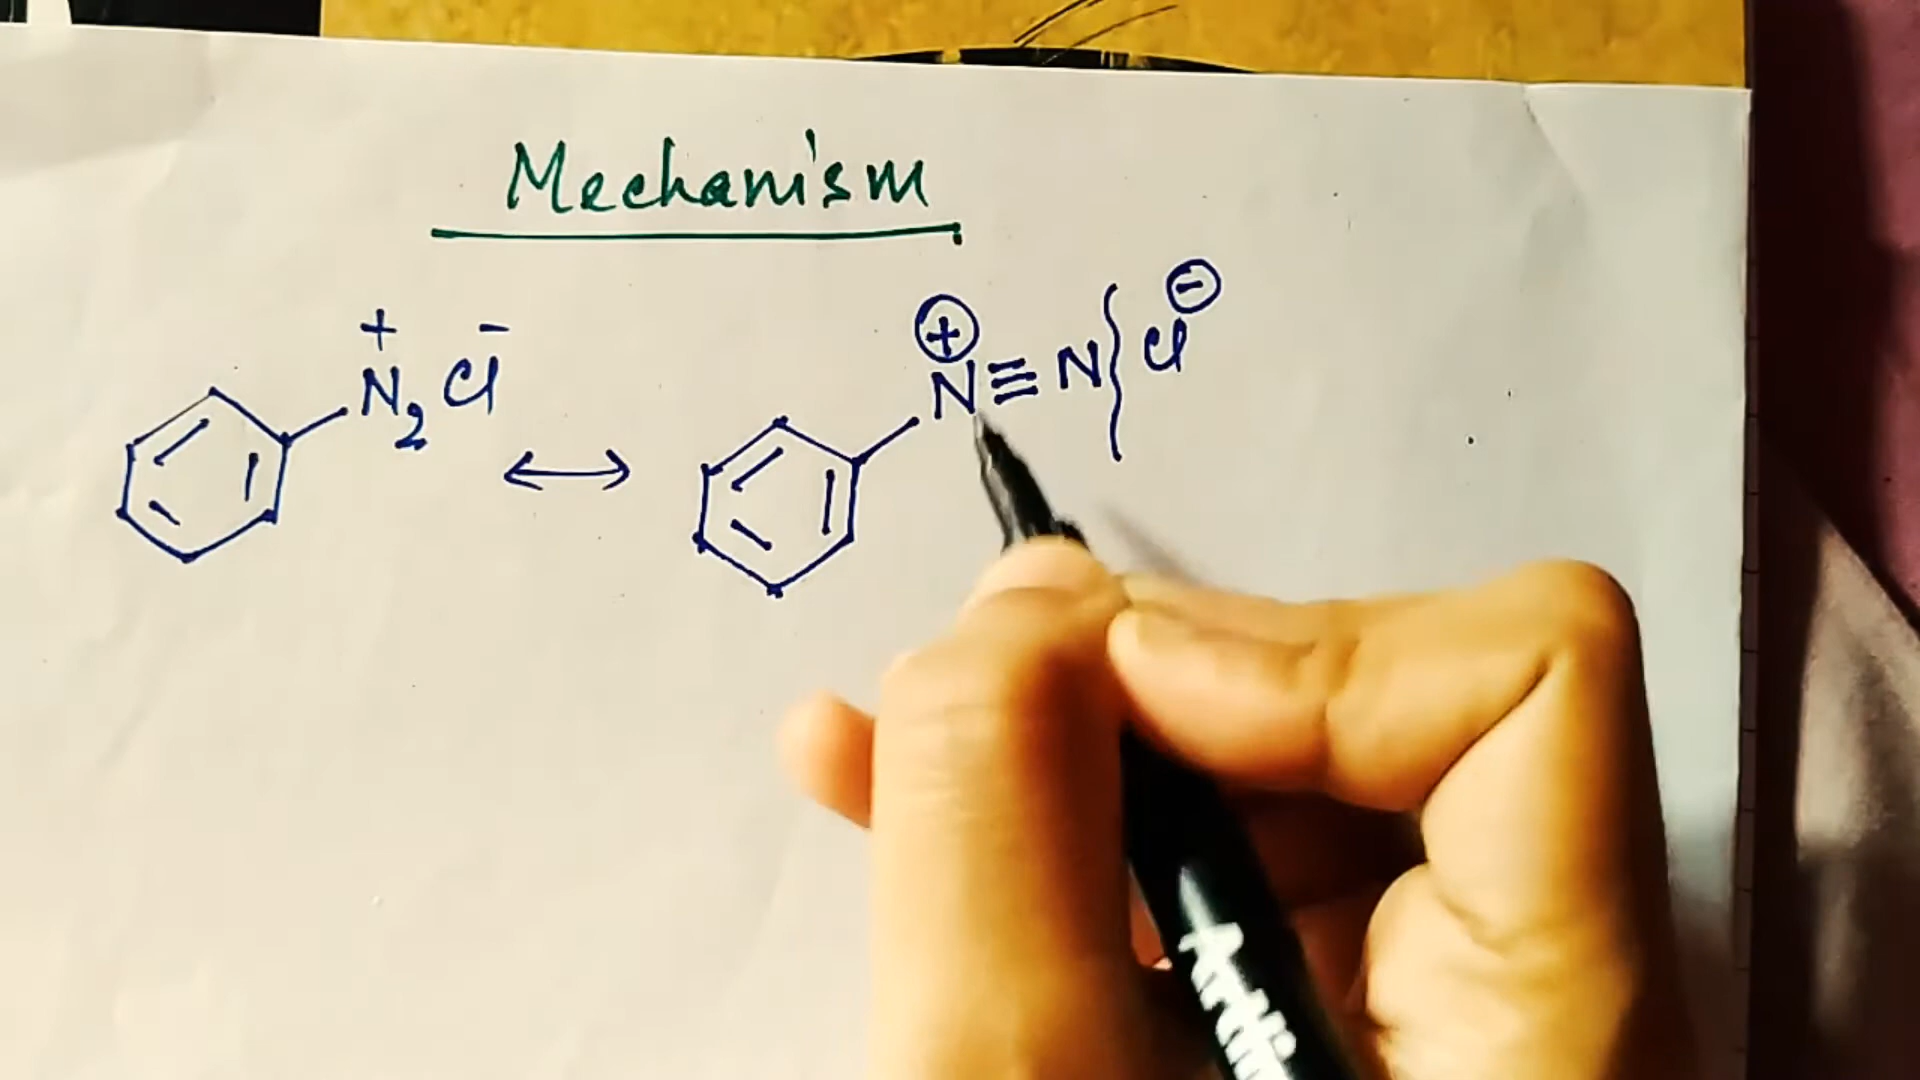 Mechanism
+ -
N2 Cl
+ -
N≡N Cl